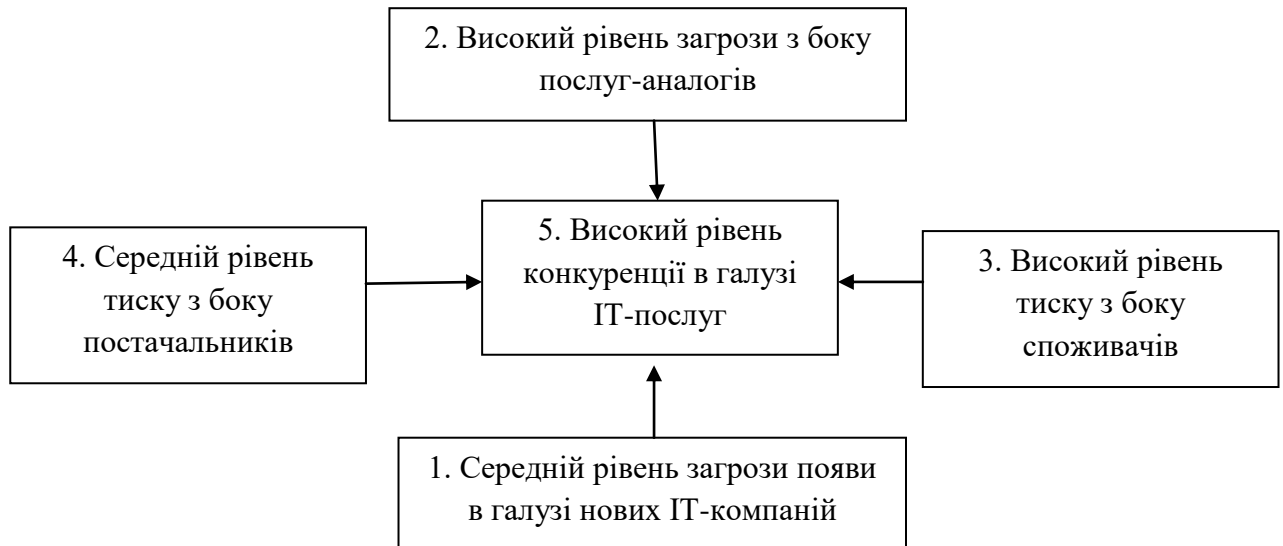 2. Високий рівень загрози з боку
послуг-аналогів
4. Середній рівень
тиску з боку
постачальників
5. Високий рівень
конкуренції в галузі
ІТ-послуг
3. Високий рівень
тиску з боку
споживачів
1. Середній рівень загрози появи
в галузі нових ІТ-компаній